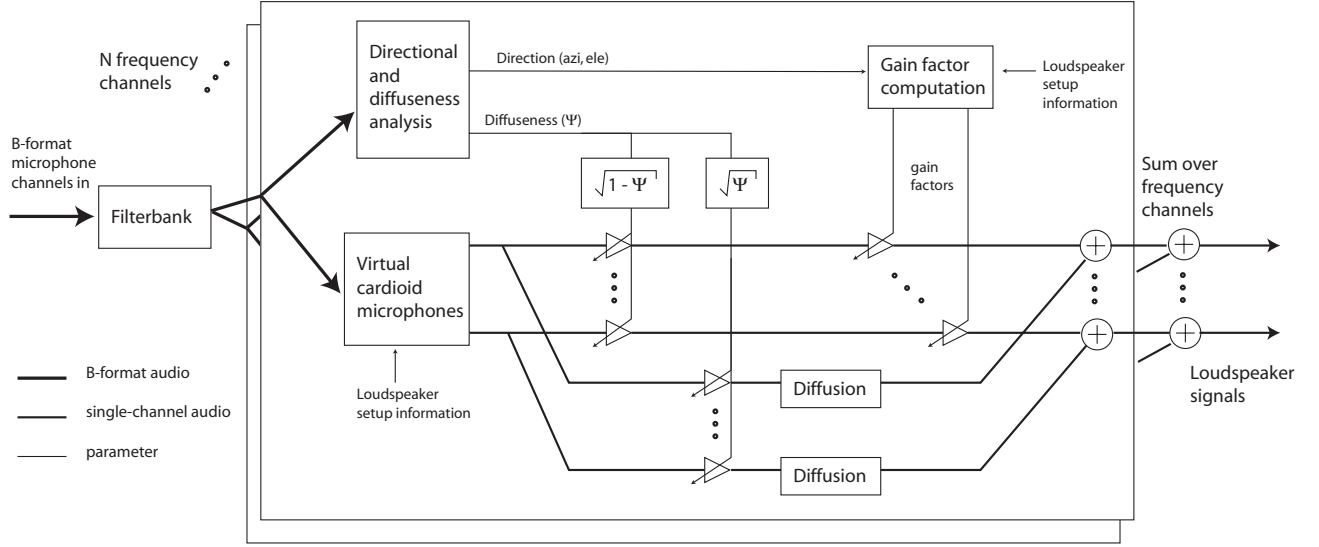 N frequency
channels
B-format
microphone
channels in
Filterbank
Directional
and
diffuseness
analysis
Direction (azi, ele)
Diffuseness (Ψ)
√1 - Ψ
√Ψ
Gain factor
computation
Loudspeaker
setup
information
gain
factors
Virtual
cardioid
microphones
Loudspeaker
setup information
Diffusion
Diffusion
+
+
+
+
Sum over
frequency
channels
Loudspeaker
signals
B-format audio
single-channel audio
parameter